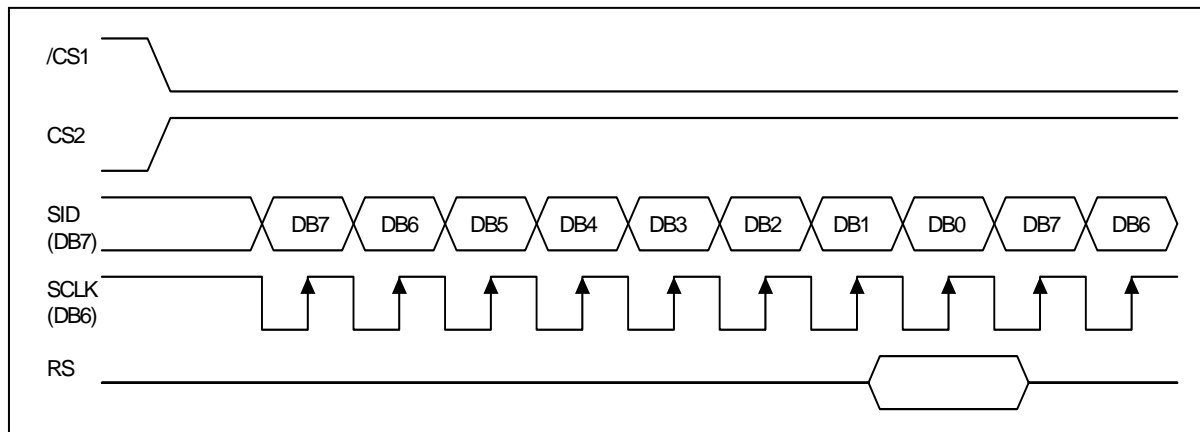 /CS1
CS2
SID
(DB7)
DB7 DB6 DB5 DB4 DB3 DB2 DB1 DB0 DB7 DB6
SCLK
(DB6)
RS